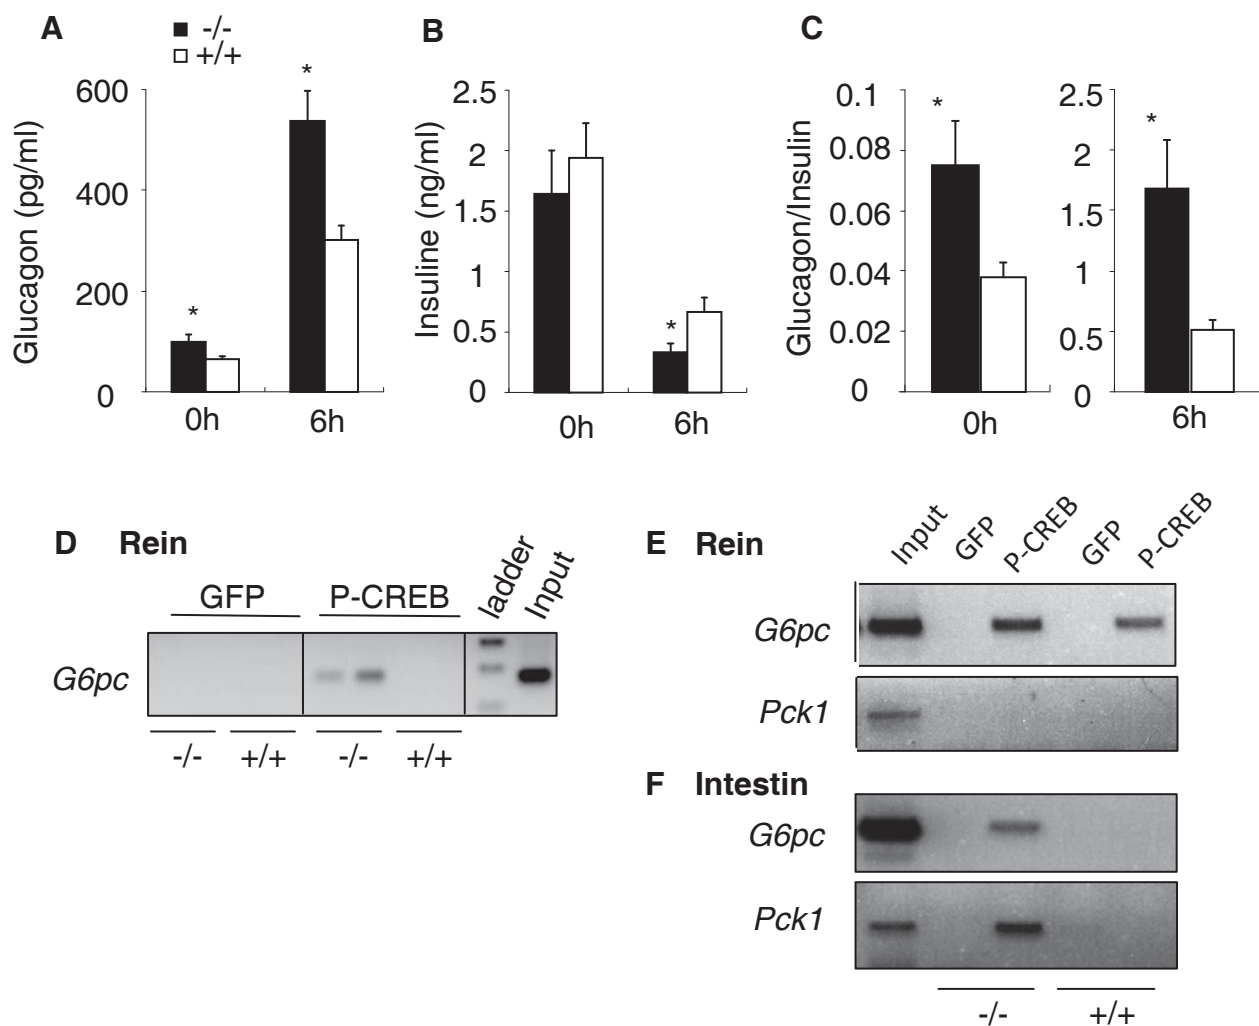 A
-/-
+/+
Glucagon (pg/ml)
600
400
200
0
*
*
0h
6h
B
Insuline (ng/ml)
2.5
2
1.5
1
0.5
0
*
0h
6h
C
Glucagon/Insulin
0.1
0.08
0.06
0.04
0.02
0
*
0h
2.5
2
1.5
1
0.5
0
*
6h
D Rein
GFP P-CREB ladder Input
G6pc
-/- +/+ -/- +/+
E Rein
Input GFP P-CREB GFP P-CREB
G6pc
Pck1
F Intestin
G6pc
Pck1
-/- +/+